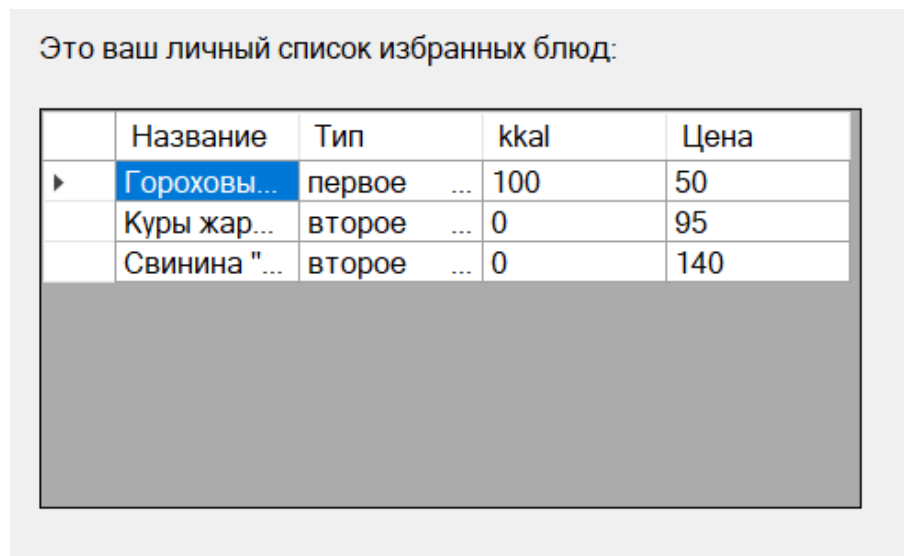 Это ваш личный список избранных блюд:
Название Тип kkal Цена
Гороховы... первое ... 100 50
Куры жар... второе ... 0 95
Свинина "... второе ... 0 140